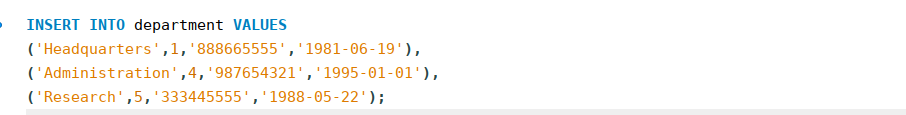 INSERT INTO department VALUES
('Headquarters',1,'888665555','1981-06-19'),
('Administration',4,'987654321','1995-01-01'),
('Research',5,'333445555','1988-05-22');